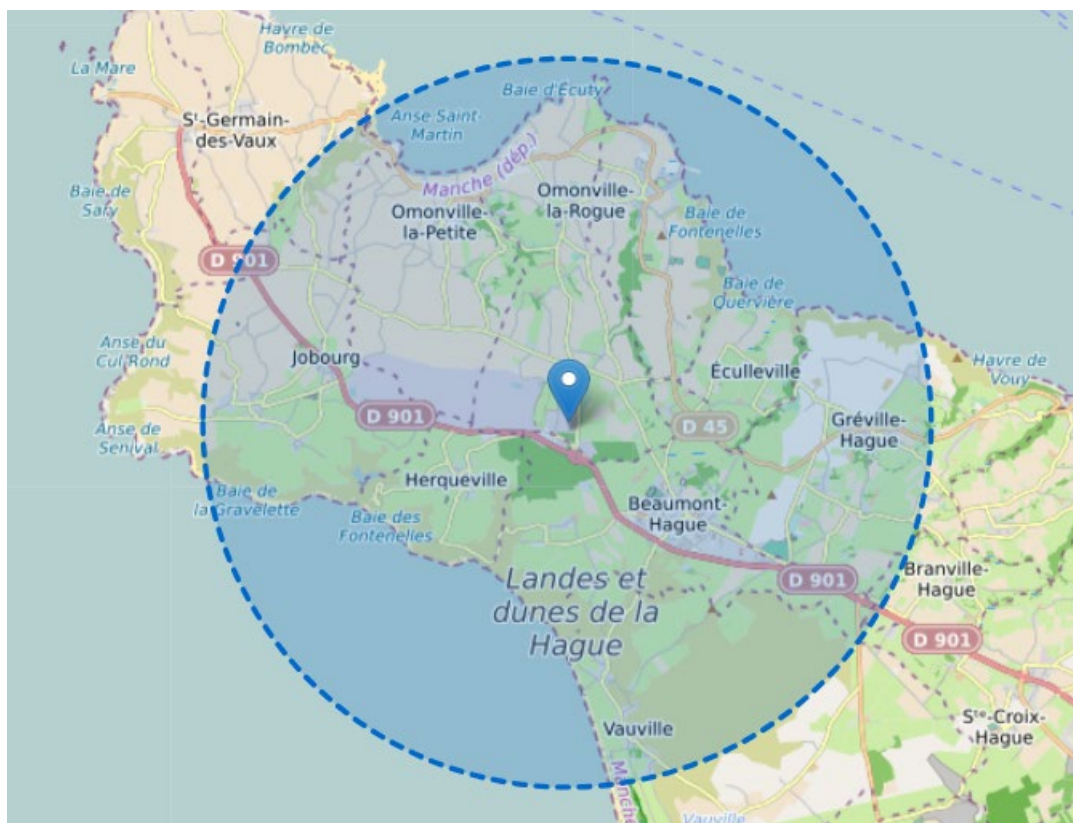 Havre de
Bombec
La Mare
Sᵗ-Germain-
des-Vaux
Baie d'Écuty
Anse Saint-
Martin
Manche (dép.)
Baie de
Sary
Omonville-
la-Petite
Omonville-
la-Rogue
Baie de
Fontenelles
D 901
Baie de
Quervière
Anse du
Cul Rond
Jobourg
Éculleville
Havre de
Vouy
D 901
D 45
Gréville-
Hague
Anse de
Senival
Herqueville
Baie de
la Gravelette
Beaumont-
Hague
Baie des
Fontenelles
Landes et
dunes de la
Hague
D 901
Branville-
Hague
D 901
Sᵗᵉ-Croix-
Hague
Vauville
Manche
Vauville